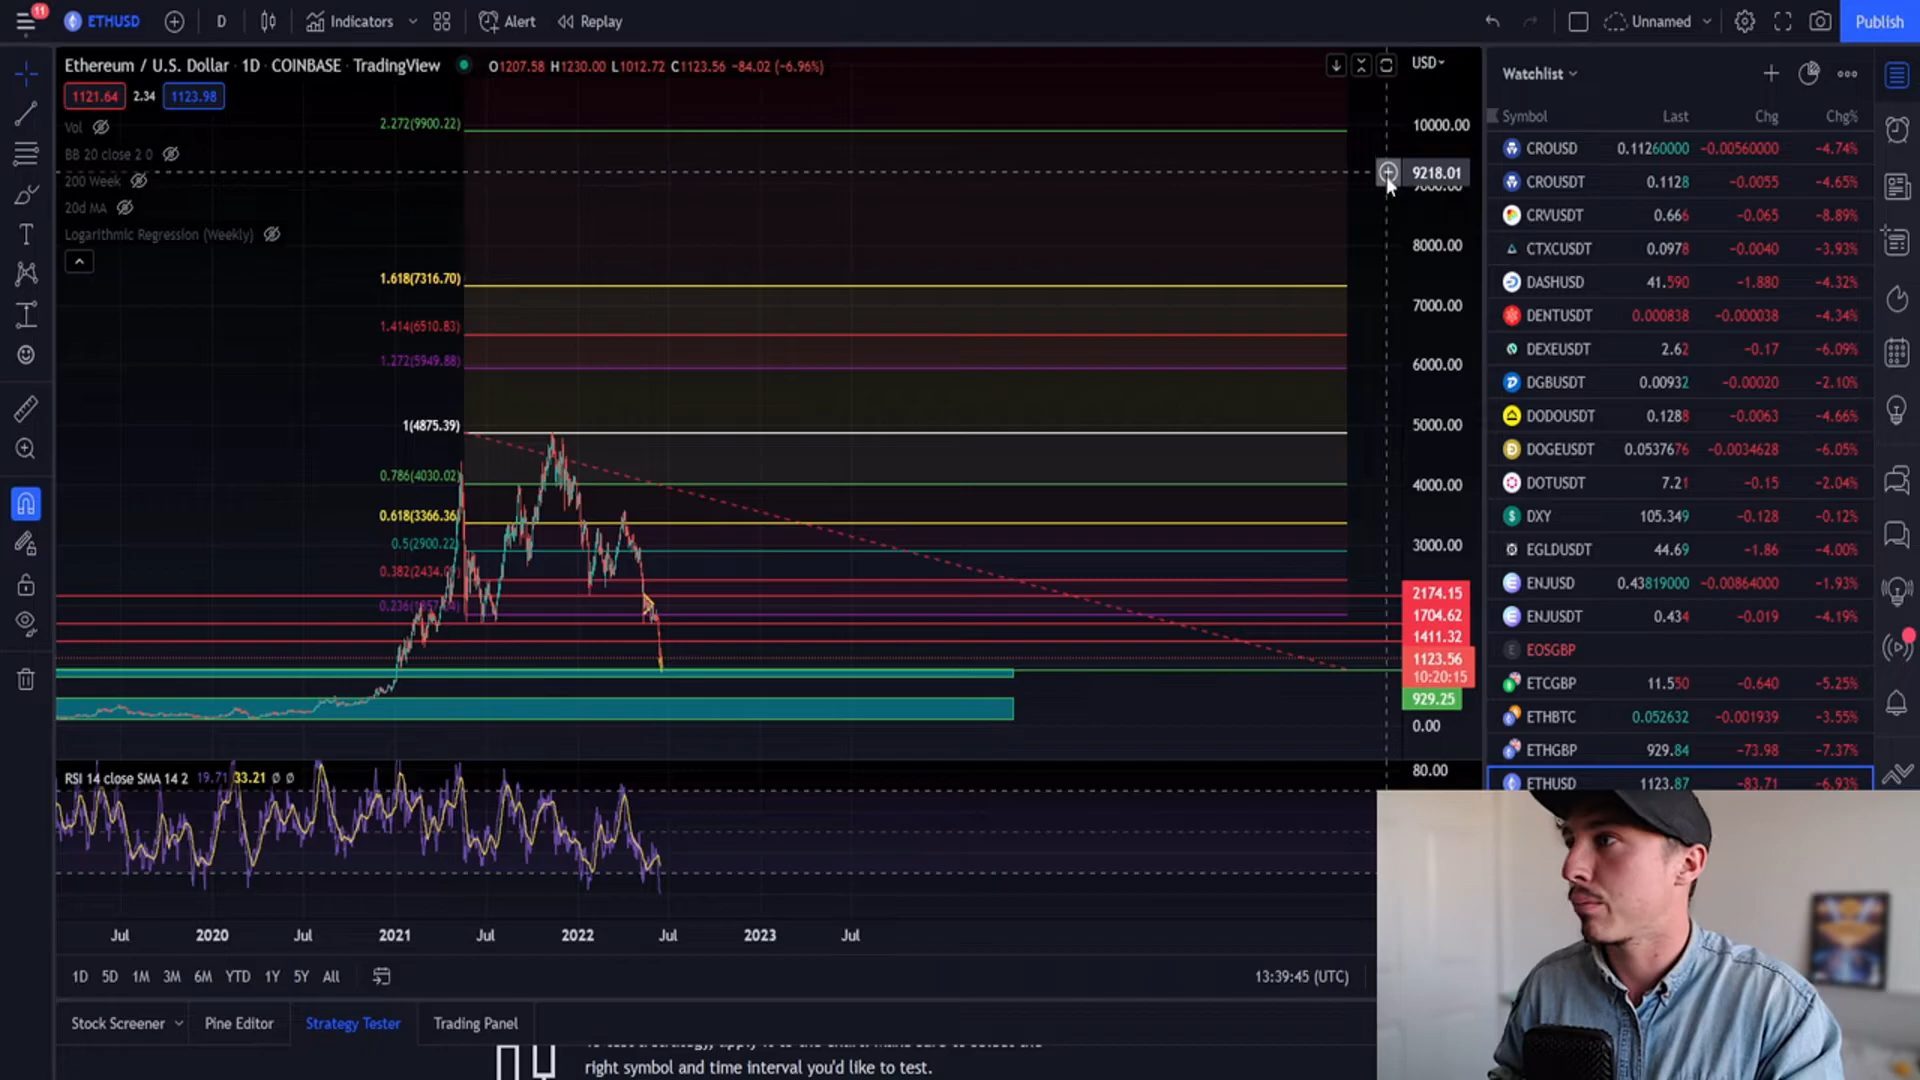 11
ETHUSD
D
Indicators
Alert
Replay
Unnamed
Publish
Ethereum / U.S. Dollar · 1D · COINBASE · TradingView
O1207.58 H1230.00 L1012.72 C1123.56 −84.02 (−6.96%)
USD
1121.64 2.34 1123.98
Vol
BB 20 close 2 0
200 Week
20d MA
Logarithmic Regression (Weekly)
2.272(9900.22)
1.618(7316.70)
1.414(6510.83)
1.272(5949.88)
1(4875.39)
0.786(4030.02)
0.618(3366.36)
0.5(2900.22)
10000.00
9218.01
9000.00
8000.00
7000.00
6000.00
5000.00
4000.00
3000.00
2174.15
1704.62
1411.32
1123.56
10:20:15
929.25
0.00
80.00
RSI 14 close SMA 14 2 19.71 33.21 ø ø
Jul 2020 Jul 2021 Jul 2022 Jul 2023 Jul
1D 5D 1M 3M 6M YTD 1Y 5Y All
13:39:45 (UTC)
Stock Screener Pine Editor Strategy Tester Trading Panel
right symbol and time interval you'd like to test.
Watchlist
Symbol Last Chg Chg%
CROUSD 0.11260000 −0.00560000 −4.74%
CROUSDT 0.1128 −0.0055 −4.65%
CRVUSDT 0.666 −0.065 −8.89%
CTXCUSDT 0.0978 −0.0040 −3.93%
DASHUSD 41.590 −1.880 −4.32%
DENTUSDT 0.000838 −0.000038 −4.34%
DEXEUSDT 2.62 −0.17 −6.09%
DGBUSDT 0.00932 −0.00020 −2.10%
DODOUSDT 0.1288 −0.0063 −4.66%
DOGEUSDT 0.0537676 −0.0034628 −6.05%
DOTUSDT 7.21 −0.15 −2.04%
DXY 105.349 −0.128 −0.12%
EGLDUSDT 44.69 −1.86 −4.00%
ENJUSD 0.43819000 −0.00864000 −1.93%
ENJUSDT 0.434 −0.019 −4.19%
EOSGBP
ETCGBP 11.550 −0.640 −5.25%
ETHBTC 0.052632 −0.001939 −3.55%
ETHGBP 929.84 −73.98 −7.37%
ETHUSD 1123.87 −83.71 −6.93%